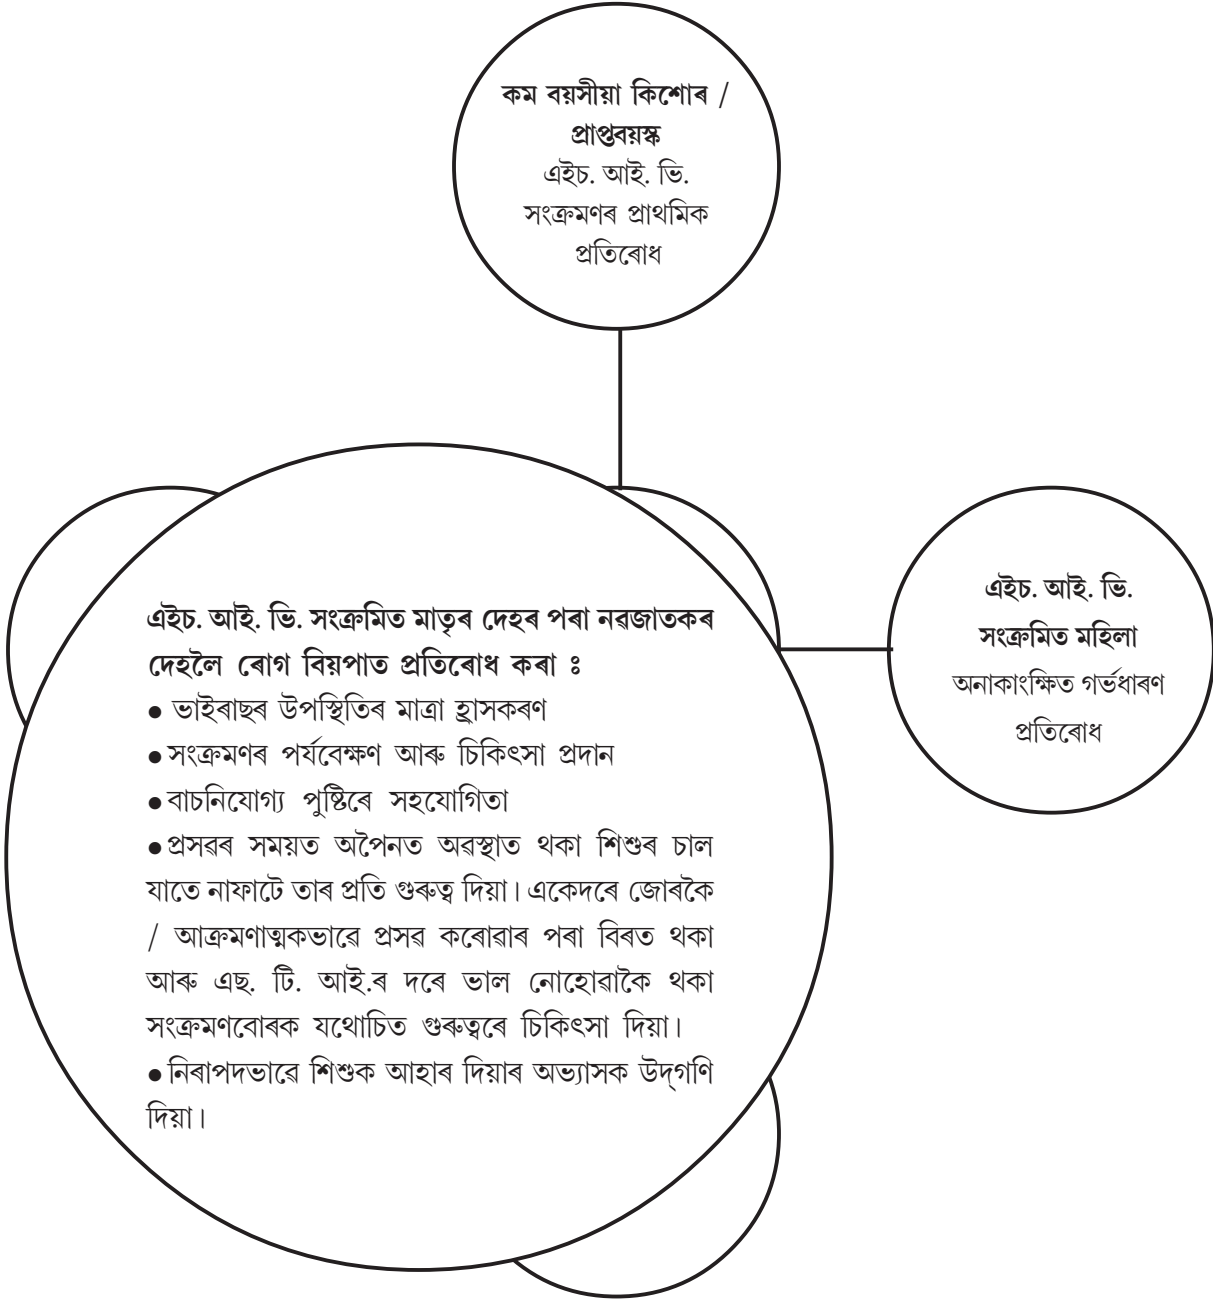 কম বয়সীয়া কিশোৰ /
প্ৰাপ্তবয়স্ক
এইচ. আই. ভি.
সংক্ৰমণৰ প্ৰাথমিক
প্ৰতিৰোধ
এইচ. আই. ভি.
সংক্ৰমিত মহিলা
অনাকাংক্ষিত গৰ্ভধাৰণ
প্ৰতিৰোধ
এইচ. আই. ভি. সংক্ৰমিত মাতৃৰ দেহৰ পৰা নৱজাতকৰ
দেহলৈ ৰোগ বিয়পাত প্ৰতিৰোধ কৰা ঃ
● ভাইৰাছৰ উপস্থিতিৰ মাত্ৰা হ্ৰাসকৰণ
● সংক্ৰমণৰ পৰ্যবেক্ষণ আৰু চিকিৎসা প্ৰদান
● বাচনিযোগ্য পুষ্টিৰে সহযোগিতা
● প্ৰসৱৰ সময়ত অপৈনত অৱস্থাত থকা শিশুৰ চাল
যাতে নাফাটে তাৰ প্ৰতি গুৰুত্ব দিয়া। একেদৰে জোৰকৈ
/ আক্ৰমণাত্মকভাৱে প্ৰসৱ কৰোৱাৰ পৰা বিৰত থকা
আৰু এছ. টি. আই.ৰ দৰে ভাল নোহোৱাকৈ থকা
সংক্ৰমণবোৰক যথোচিত গুৰুত্বৰে চিকিৎসা দিয়া।
● নিৰাপদভাৱে শিশুক আহাৰ দিয়াৰ অভ্যাসক উদ্‌গণি
দিয়া।